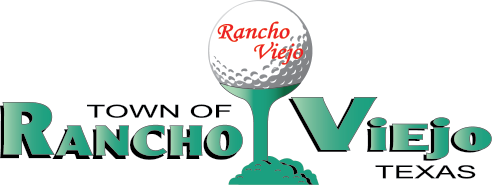 Rancho
Viejo
TOWN OF
RANCHO VIEJO
TEXAS